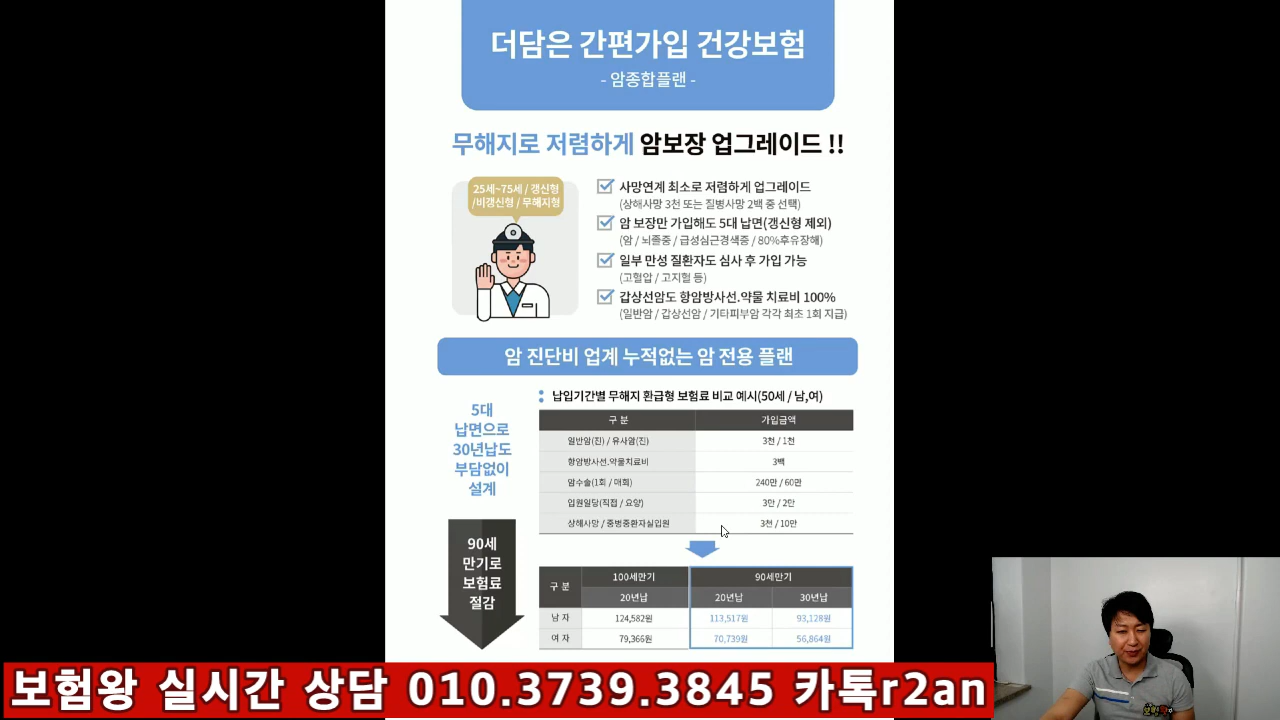 더담은 간편가입 건강보험
- 암종합플랜 -
무해지로 저렴하게 암보장 업그레이드 !!
25세~75세 / 갱신형
/비갱신형 / 무해지형
사망연계 최소로 저렴하게 업그레이드
(상해사망 3천 또는 질병사망 2백 중 선택)
암 보장만 가입해도 5대 납면(갱신형 제외)
(암 / 뇌졸중 / 급성심근경색증 / 80%후유장해)
일부 만성 질환자도 심사 후 가입 가능
(고혈압 / 고지혈 등)
갑상선암도 항암방사선.약물 치료비 100%
(일반암 / 갑상선암 / 기타피부암 각각 최초 1회 지급)
암 진단비 업계 누적없는 암 전용 플랜
5대
납면으로
30년납도
부담없이
설계
90세
만기로
보험료
절감
납입기간별 무해지 환급형 보험료 비교 예시(50세 / 남,여)
구 분 가입금액
일반암(진) / 유사암(진) 3천 / 1천
항암방사선.약물치료비 3백
암수술(1회 / 매회) 240만 / 60만
입원일당(직접 / 요양) 3만 / 2만
상해사망 / 중병중환자실입원 3천 / 10만
구 분 100세만기 90세만기
20년납 20년납 30년납
남 자 124,582원 113,517원 93,128원
여 자 79,366원 70,739원 56,864원
보험왕 실시간 상담 010.3739.3845 카톡r2an